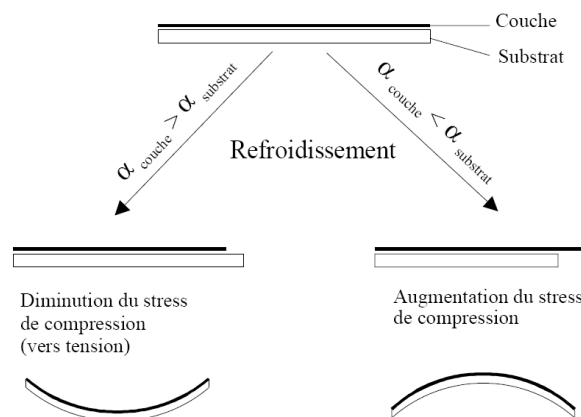 Couche
Substrat
α couche > α substrat
α couche < α substrat
Refroidissement
Diminution du stress
de compression
(vers tension)
Augmentation du stress
de compression